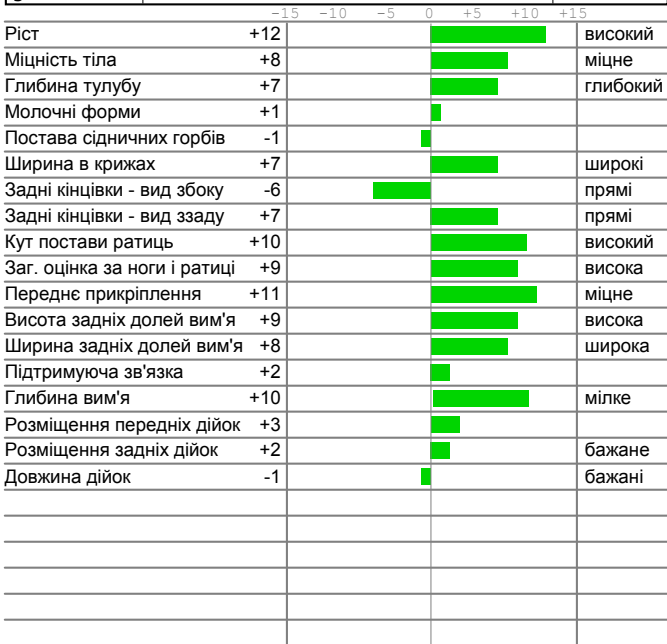 -15 -10 -5 0 +5 +10 +15
Ріст +12 високий
Міцність тіла +8 міцне
Глибина тулубу +7 глибокий
Молочні форми +1
Постава сідничних горбів -1
Ширина в крижах +7 широкі
Задні кінцівки - вид збоку -6 прямі
Задні кінцівки - вид ззаду +7 прямі
Кут постави ратиць +10 високий
Заг. оцінка за ноги і ратиці +9 висока
Переднє прикріплення +11 міцне
Висота задніх долей вим'я +9 висока
Ширина задніх долей вим'я +8 широка
Підтримуюча зв'язка +2
Глибина вим'я +10 мілке
Розміщення передніх дійок +3
Розміщення задніх дійок +2 бажане
Довжина дійок -1 бажані